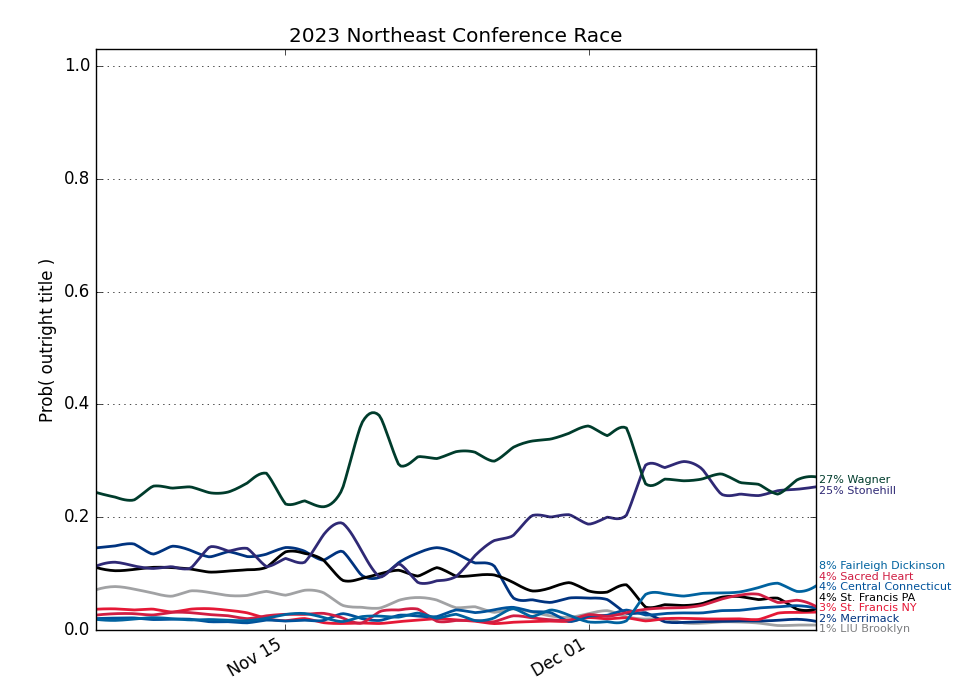 2023 Northeast Conference Race
1.0
0.8
0.6
0.4
0.2
0.0
Prob( outright title )
Nov 15
Dec 01
27% Wagner
25% Stonehill
8% Fairleigh Dickinson
4% Sacred Heart
4% Central Connecticut
4% St. Francis PA
3% St. Francis NY
2% Merrimack
1% LIU Brooklyn